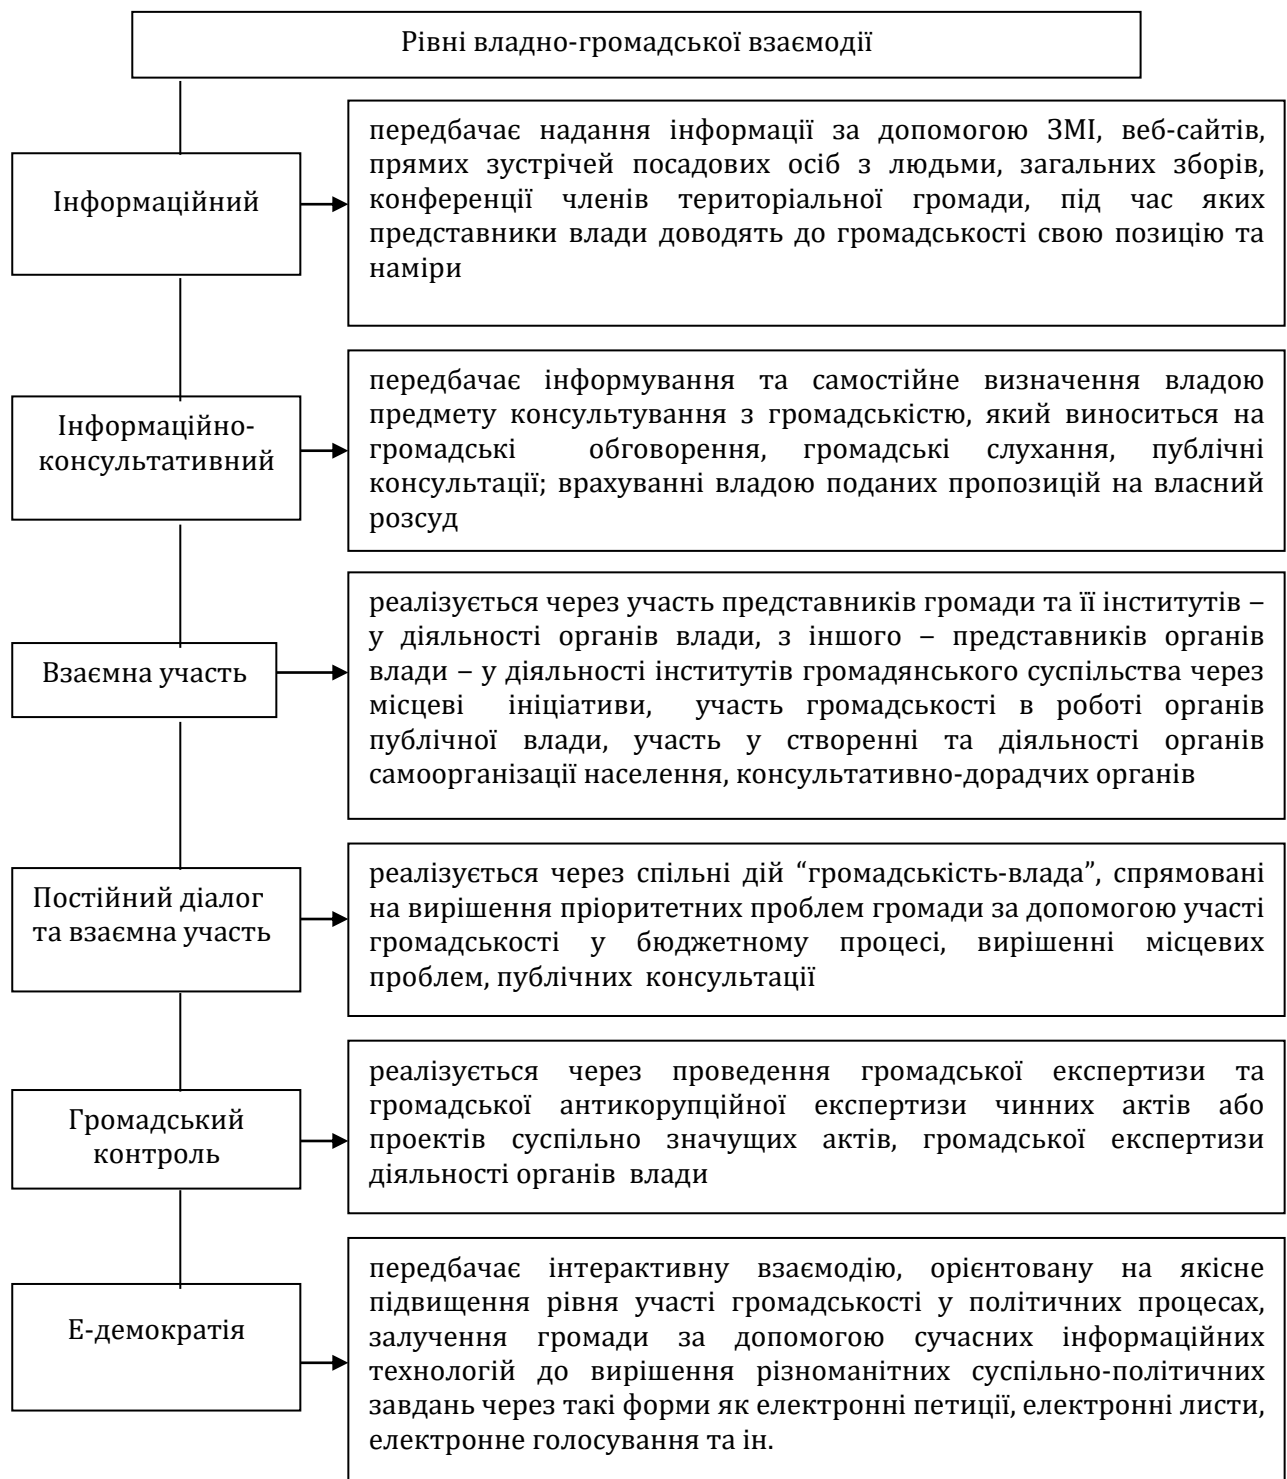 Рівні владно-громадської взаємодії
Інформаційний
передбачає надання інформації за допомогою ЗМІ, веб-сайтів,
прямих зустрічей посадових осіб з людьми, загальних зборів,
конференції членів територіальної громади, під час яких
представники влади доводять до громадськості свою позицію та
наміри
Інформаційно-
консультативний
передбачає інформування та самостійне визначення владою
предмету консультування з громадськістю, який виноситься на
громадські обговорення, громадські слухання, публічні
консультації; врахуванні владою поданих пропозицій на власний
розсуд
Взаємна участь
реалізується через участь представників громади та її інститутів –
у діяльності органів влади, з іншого – представників органів
влади – у діяльності інститутів громадянського суспільства через
місцеві ініціативи, участь громадськості в роботі органів
публічної влади, участь у створенні та діяльності органів
самоорганізації населення, консультативно-дорадчих органів
Постійний діалог
та взаємна участь
реалізується через спільні дій “громадськість-влада”, спрямовані
на вирішення пріоритетних проблем громади за допомогою участі
громадськості у бюджетному процесі, вирішенні місцевих
проблем, публічних консультації
Громадський
контроль
реалізується через проведення громадської експертизи та
громадської антикорупційної експертизи чинних актів або
проектів суспільно значущих актів, громадської експертизи
діяльності органів влади
Е-демократія
передбачає інтерактивну взаємодію, орієнтовану на якісне
підвищення рівня участі громадськості у політичних процесах,
залучення громади за допомогою сучасних інформаційних
технологій до вирішення різноманітних суспільно-політичних
завдань через такі форми як електронні петиції, електронні листи,
електронне голосування та ін.